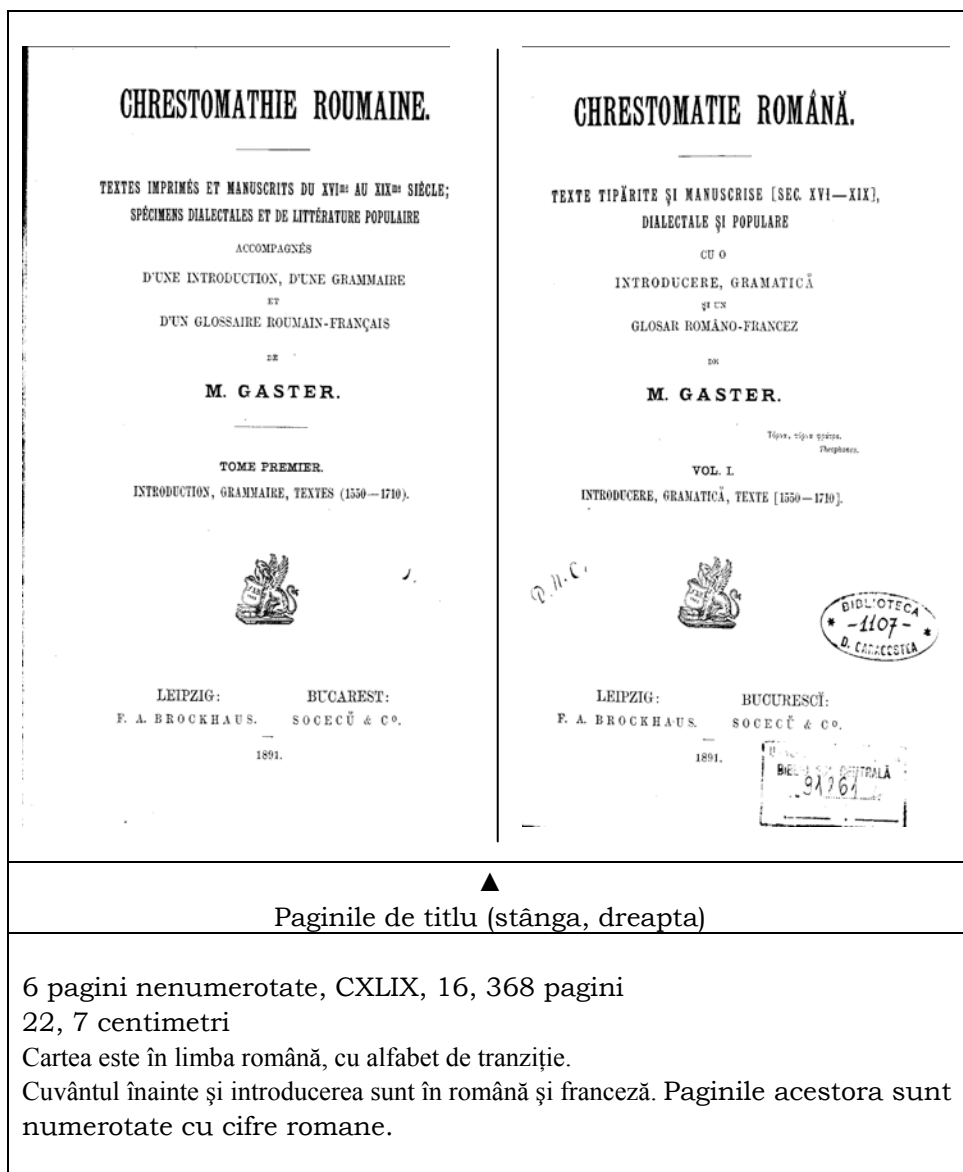 CHRESTOMATHIE ROUMAINE.
TEXTES IMPRIMÉS ET MANUSCRITS DU XVIme AU XIXme SIÈCLE;
SPÉCIMENS DIALECTALES ET DE LITTÉRATURE POPULAIRE
ACCOMPAGNÉS
D'UNE INTRODUCTION, D'UNE GRAMMAIRE
ET
D'UN GLOSSAIRE ROUMAIN-FRANÇAIS
DE
M. GASTER.
TOME PREMIER.
INTRODUCTION, GRAMMAIRE, TEXTES (1550—1710).
LEIPZIG: BUCAREST:
F. A. BROCKHAUS. SOCECŬ & Co.
1891.
CHRESTOMATIE ROMÂNĂ.
TEXTE TIPĂRITE ŞI MANUSCRISE [SEC. XVI—XIX],
DIALECTALE ŞI POPULARE
CU O
INTRODUCERE, GRAMATICĂ
ŞI UN
GLOSAR ROMÂNO-FRANCEZ
DE
M. GASTER.
Theophanes.
VOL. I.
INTRODUCERE, GRAMATICĂ, TEXTE [1550—1710].
BIBLIOTECA
-1107-
D. CARACOSTEA
LEIPZIG: BUCURESCĬ:
F. A. BROCKHAUS. SOCECŬ & Co.
1891.
CENTRALĂ
91261
▲
Paginile de titlu (stânga, dreapta)
6 pagini nenumerotate, CXLIX, 16, 368 pagini
22, 7 centimetri
Cartea este în limba română, cu alfabet de tranziţie.
Cuvântul înainte şi introducerea sunt în română şi franceză. Paginile acestora sunt
numerotate cu cifre romane.